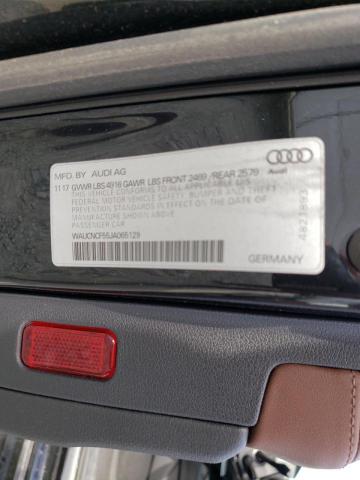 MFD. BY AUDI AG
11 17 GVWR LBS 4916 GAWR LBS FRONT 2469 / REAR 2579
THIS VEHICLE CONFORMS TO ALL APPLICABLE U.S.
FEDERAL MOTOR VEHICLE SAFETY, BUMPER AND THEFT
PREVENTION STANDARDS IN EFFECT ON THE DATE OF
MANUFACTURE SHOWN ABOVE
PASSENGER CAR
WAUCNCF55JA065129
Audi
4821893
GERMANY